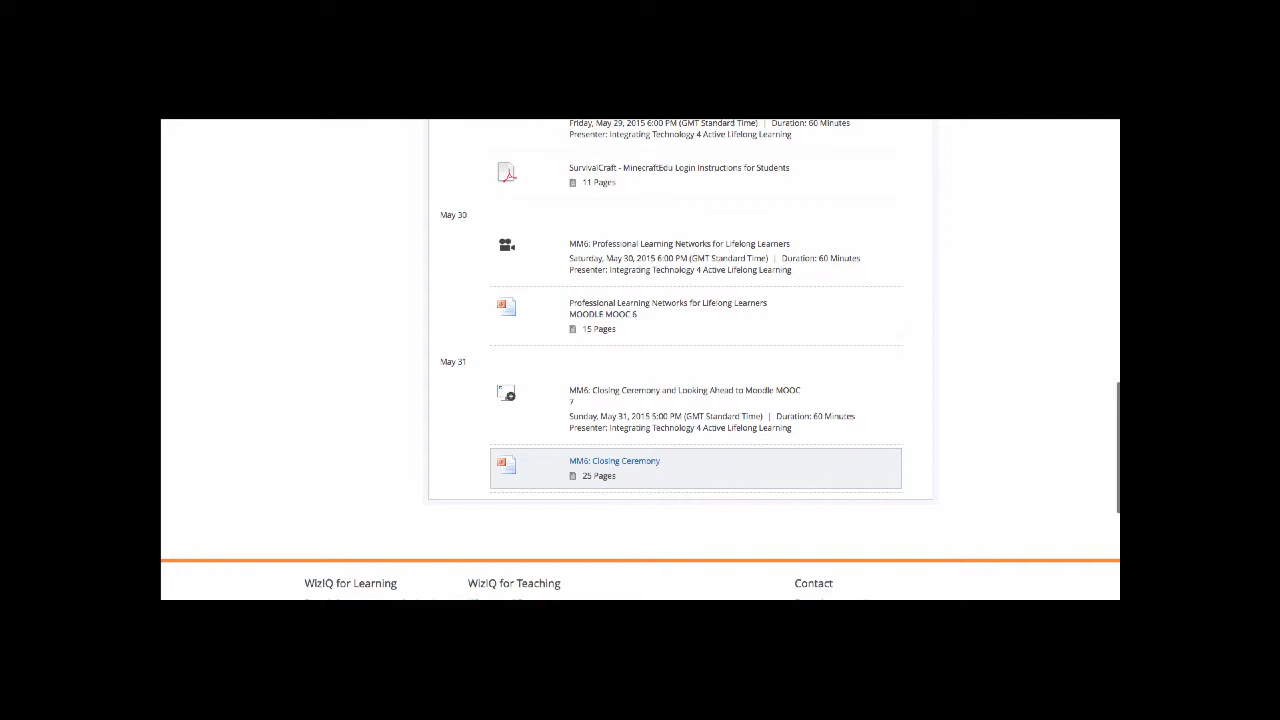 Friday, May 29, 2015 6:00 PM (GMT Standard Time) | Duration: 60 Minutes
Presenter: Integrating Technology 4 Active Lifelong Learning
SurvivalCraft - MinecraftEdu Login Instructions for Students
11 Pages
May 30
MM6: Professional Learning Networks for Lifelong Learners
Saturday, May 30, 2015 6:00 PM (GMT Standard Time) | Duration: 60 Minutes
Presenter: Integrating Technology 4 Active Lifelong Learning
Professional Learning Networks for Lifelong Learners
MOODLE MOOC 6
15 Pages
May 31
MM6: Closing Ceremony and Looking Ahead to Moodle MOOC
7
Sunday, May 31, 2015 5:00 PM (GMT Standard Time) | Duration: 60 Minutes
Presenter: Integrating Technology 4 Active Lifelong Learning
MM6: Closing Ceremony
25 Pages
WizIQ for Learning
WizIQ for Teaching
Contact